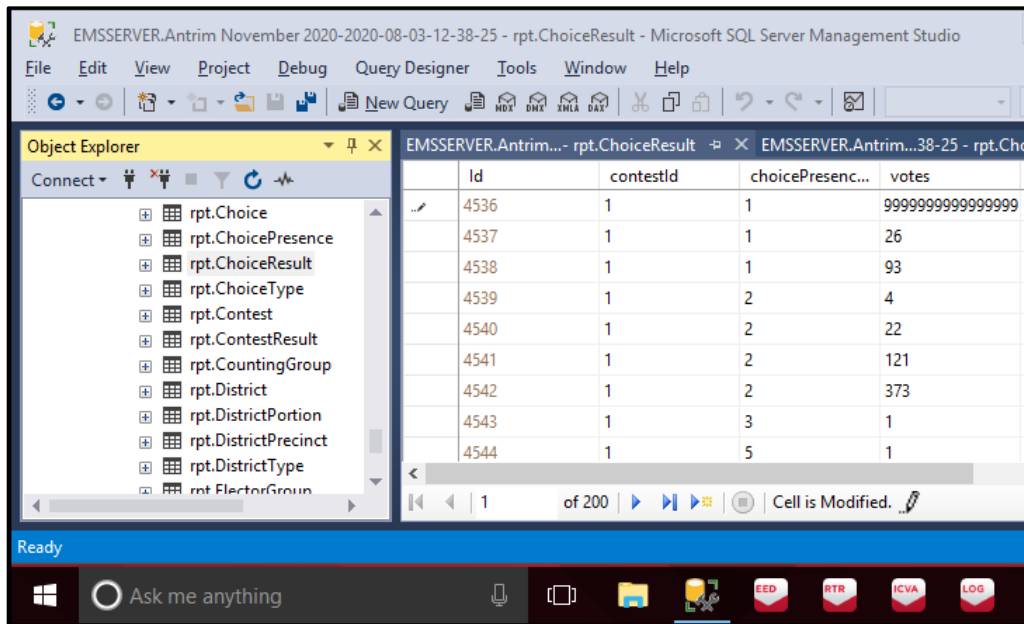 EMSSERVER.Antrim November 2020-2020-08-03-12-38-25 - rpt.ChoiceResult - Microsoft SQL Server Management Studio
File Edit View Project Debug Query Designer Tools Window Help
New Query MDX DMX XMLA DAX
Object Explorer
Connect
rpt.Choice
rpt.ChoicePresence
rpt.ChoiceResult
rpt.ChoiceType
rpt.Contest
rpt.ContestResult
rpt.CountingGroup
rpt.District
rpt.DistrictPortion
rpt.DistrictPrecinct
rpt.DistrictType
rpt.ElectorGroup
EMSSERVER.Antrim...- rpt.ChoiceResult EMSSERVER.Antrim...38-25 - rpt.Cho
Id contestId choicePresenc... votes
4536 1 1 9999999999999999
4537 1 1 26
4538 1 1 93
4539 1 2 4
4540 1 2 22
4541 1 2 121
4542 1 2 373
4543 1 3 1
4544 1 5 1
1 of 200 Cell is Modified.
Ready
Ask me anything EED RTR ICVA LOG